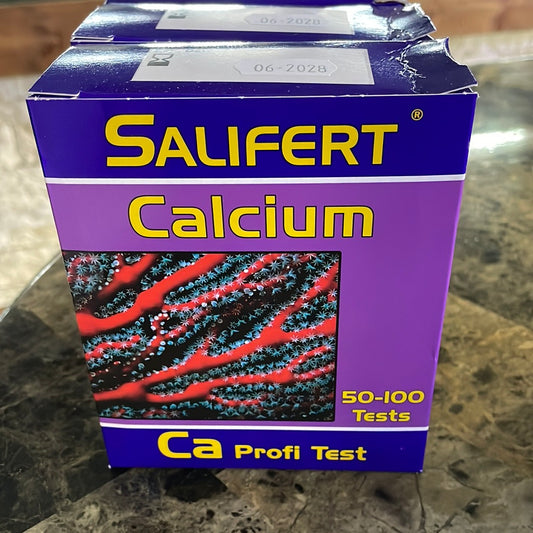 06-2028
06-2028
SALIFERT®
Calcium
50-100
Tests
Ca Profi Test